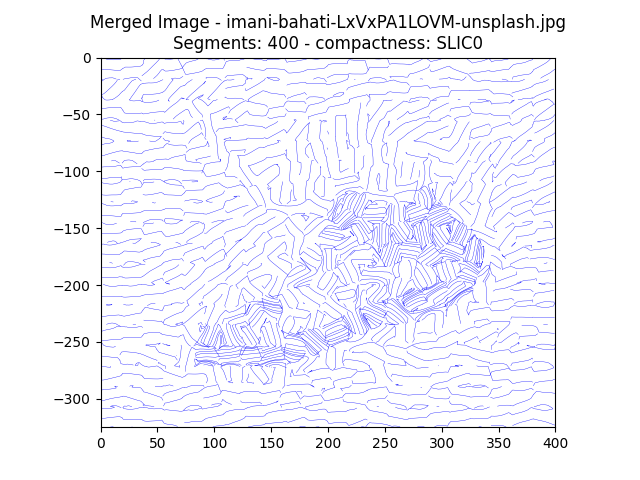 Merged Image - imani-bahati-LxVxPA1LOVM-unsplash.jpg
Segments: 400 - compactness: SLIC0
0
−50
−100
−150
−200
−250
−300
0 50 100 150 200 250 300 350 400